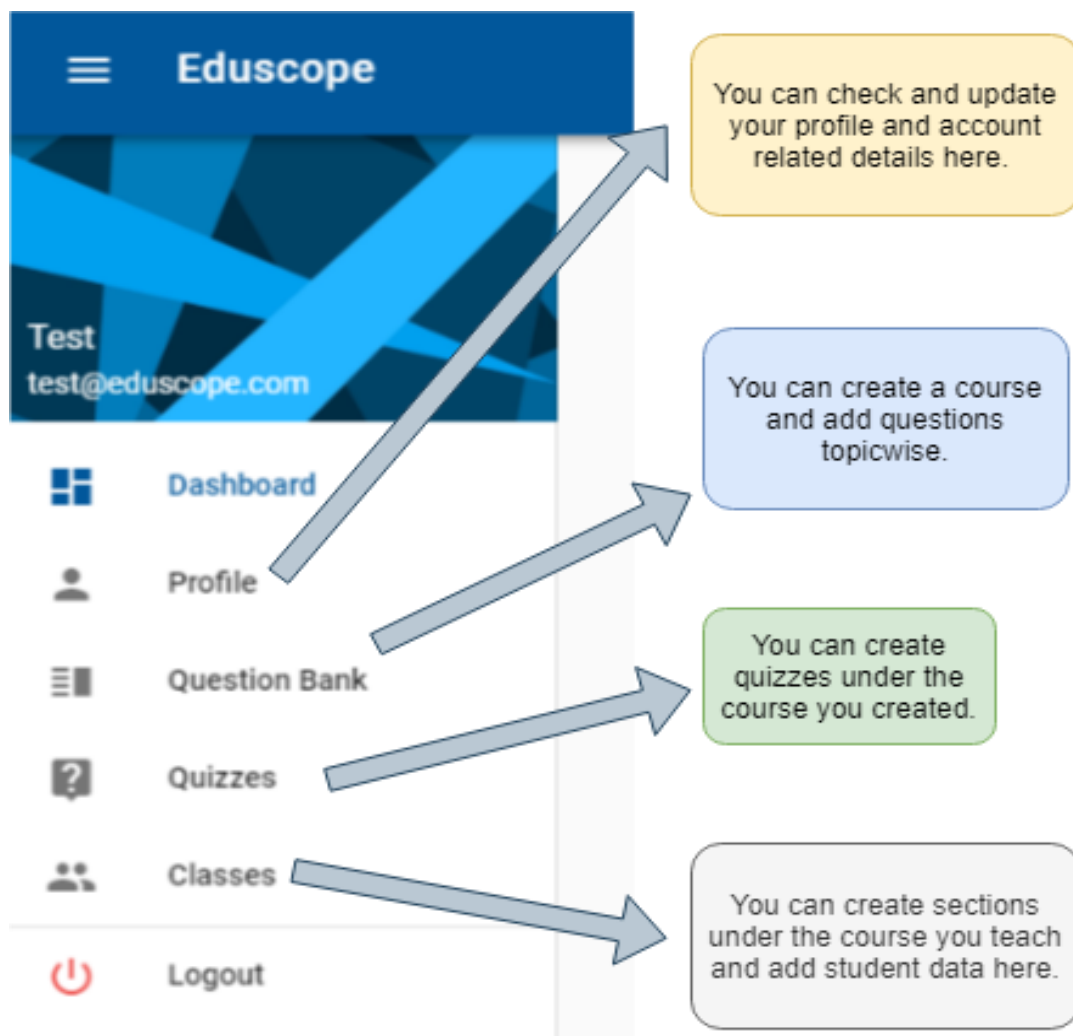 Eduscope
Test
test@eduscope.com
Dashboard
Profile
Question Bank
Quizzes
Classes
Logout
You can check and update
your profile and account
related details here.
You can create a course
and add questions
topicwise.
You can create
quizzes under the
course you created.
You can create sections
under the course you teach
and add student data here.